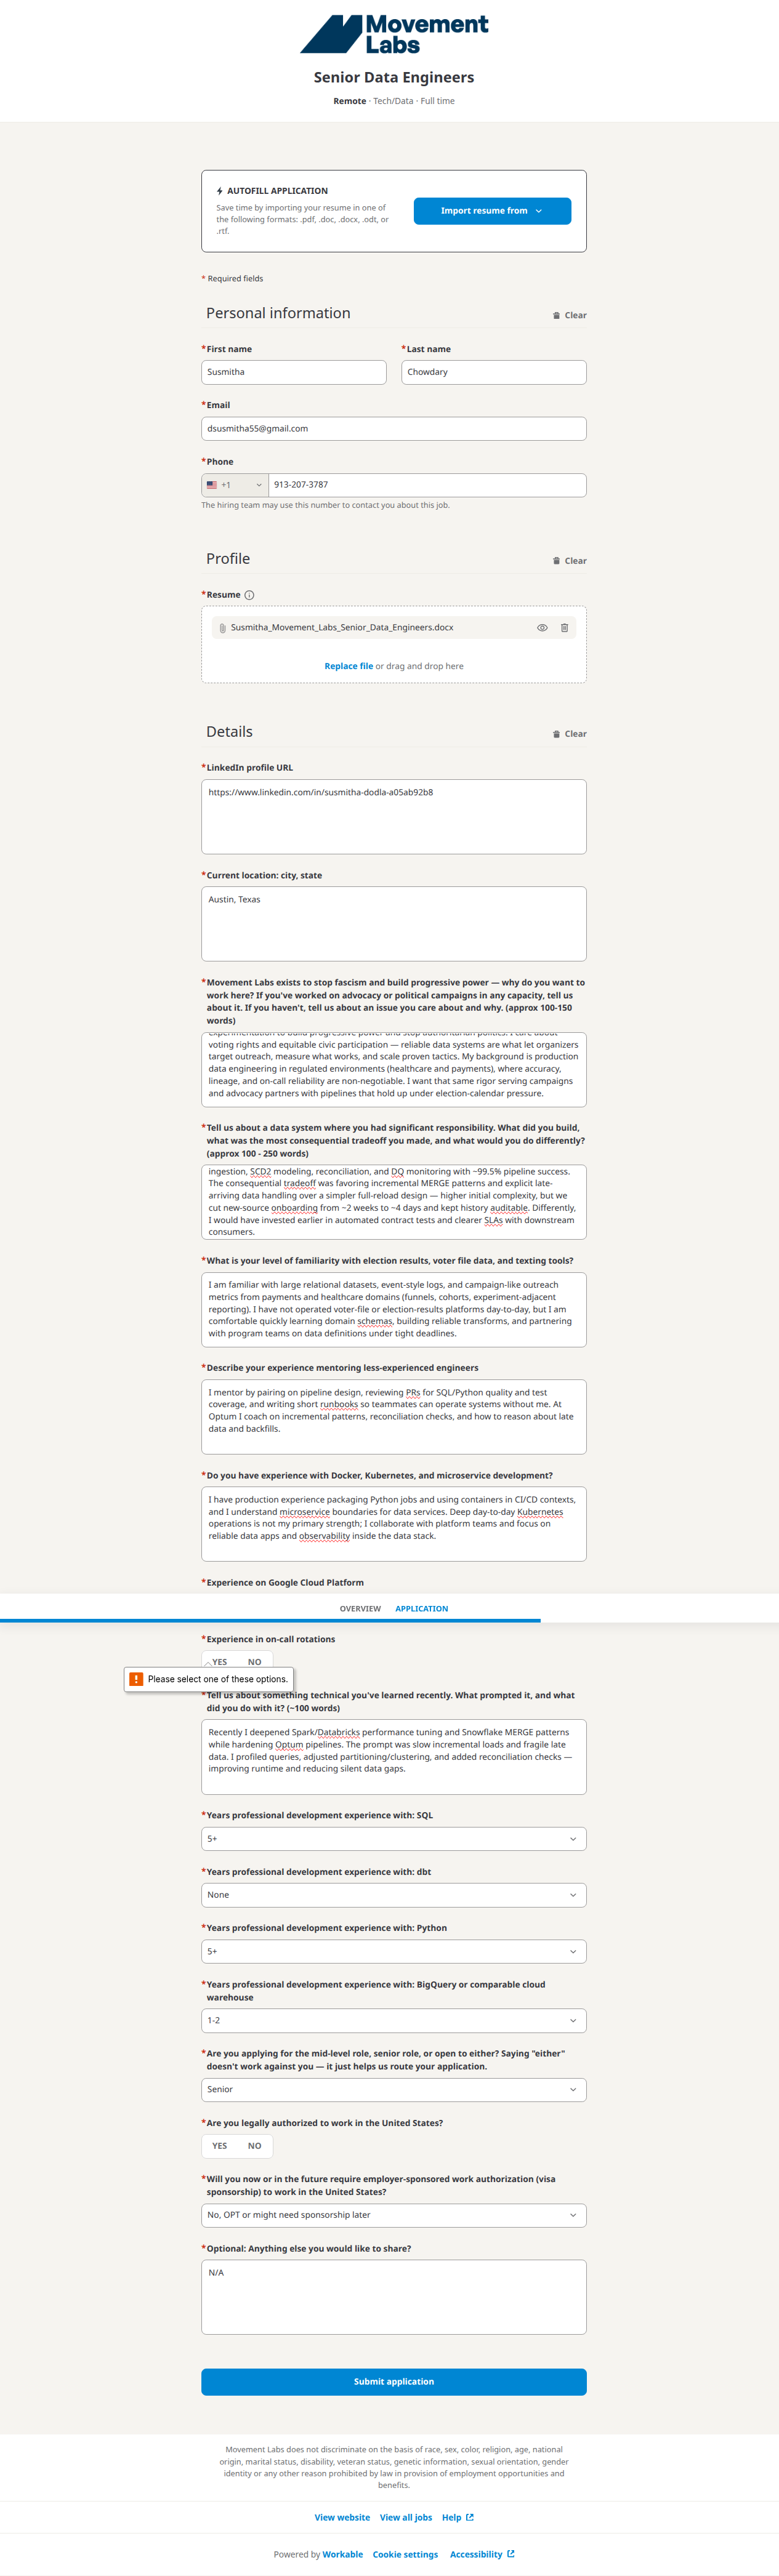 Movement
Labs
Senior Data Engineers
Remote · Tech/Data · Full time
AUTOFILL APPLICATION
Save time by importing your resume in one of
the following formats: .pdf, .doc, .docx, .odt, or
.rtf.
Import resume from
* Required fields
Personal information
Clear
*First name
*Last name
Susmitha
Chowdary
*Email
dsusmitha55@gmail.com
*Phone
+1
913-207-3787
The hiring team may use this number to contact you about this job.
Profile
Clear
*Resume
Susmitha_Movement_Labs_Senior_Data_Engineers.docx
Replace file or drag and drop here
Details
Clear
*LinkedIn profile URL
https://www.linkedin.com/in/susmitha-dodla-a05ab92b8
*Current location: city, state
Austin, Texas
*Movement Labs exists to stop fascism and build progressive power — why do you want to
work here? If you've worked on advocacy or political campaigns in any capacity, tell us
about it. If you haven't, tell us about an issue you care about and why. (approx 100-150
words)
experimentation to build progressive power and stop authoritarian politics. I care about
voting rights and equitable civic participation — reliable data systems are what let organizers
target outreach, measure what works, and scale proven tactics. My background is production
data engineering in regulated environments (healthcare and payments), where accuracy,
lineage, and on-call reliability are non-negotiable. I want that same rigor serving campaigns
and advocacy partners with pipelines that hold up under election-calendar pressure.
*Tell us about a data system where you had significant responsibility. What did you build,
what was the most consequential tradeoff you made, and what would you do differently?
(approx 100 - 250 words)
ingestion, SCD2 modeling, reconciliation, and DQ monitoring with ~99.5% pipeline success.
The consequential tradeoff was favoring incremental MERGE patterns and explicit late-
arriving data handling over a simpler full-reload design — higher initial complexity, but we
cut new-source onboarding from ~2 weeks to ~4 days and kept history auditable. Differently,
I would have invested earlier in automated contract tests and clearer SLAs with downstream
consumers.
*What is your level of familiarity with election results, voter file data, and texting tools?
I am familiar with large relational datasets, event-style logs, and campaign-like outreach
metrics from payments and healthcare domains (funnels, cohorts, experiment-adjacent
reporting). I have not operated voter-file or election-results platforms day-to-day, but I am
comfortable quickly learning domain schemas, building reliable transforms, and partnering
with program teams on data definitions under tight deadlines.
*Describe your experience mentoring less-experienced engineers
I mentor by pairing on pipeline design, reviewing PRs for SQL/Python quality and test
coverage, and writing short runbooks so teammates can operate systems without me. At
Optum I coach on incremental patterns, reconciliation checks, and how to reason about late
data and backfills.
*Do you have experience with Docker, Kubernetes, and microservice development?
I have production experience packaging Python jobs and using containers in CI/CD contexts,
and I understand microservice boundaries for data services. Deep day-to-day Kubernetes
operations is not my primary strength; I collaborate with platform teams and focus on
reliable data apps and observability inside the data stack.
*Experience on Google Cloud Platform
OVERVIEW APPLICATION
*Experience in on-call rotations
YES NO
Please select one of these options.
*Tell us about something technical you've learned recently. What prompted it, and what
did you do with it? (~100 words)
Recently I deepened Spark/Databricks performance tuning and Snowflake MERGE patterns
while hardening Optum pipelines. The prompt was slow incremental loads and fragile late
data. I profiled queries, adjusted partitioning/clustering, and added reconciliation checks —
improving runtime and reducing silent data gaps.
*Years professional development experience with: SQL
5+
*Years professional development experience with: dbt
None
*Years professional development experience with: Python
5+
*Years professional development experience with: BigQuery or comparable cloud
warehouse
1-2
*Are you applying for the mid-level role, senior role, or open to either? Saying "either"
doesn't work against you — it just helps us route your application.
Senior
*Are you legally authorized to work in the United States?
YES NO
*Will you now or in the future require employer-sponsored work authorization (visa
sponsorship) to work in the United States?
No, OPT or might need sponsorship later
*Optional: Anything else you would like to share?
N/A
Submit application
Movement Labs does not discriminate on the basis of race, sex, color, religion, age, national
origin, marital status, disability, veteran status, genetic information, sexual orientation, gender
identity or any other reason prohibited by law in provision of employment opportunities and
benefits.
View website View all jobs Help
Powered by Workable Cookie settings Accessibility